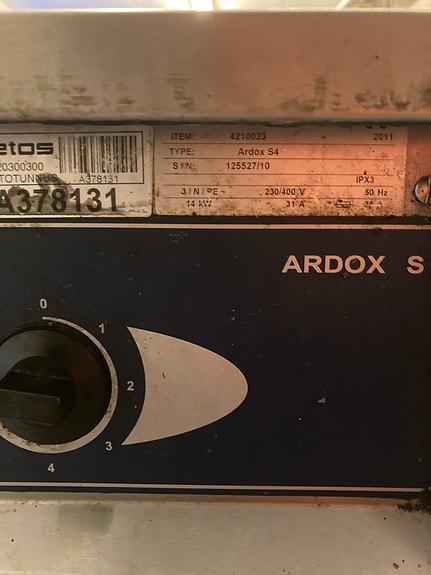 etos
20300300
TOTUNNUS A378131
A378131
ITEM: 4210023 2011
TYPE: Ardox S4
S/N: 125527/10
IPX3
3 / N / PE ~ 230/400 V 50 Hz
14 kW 31 A
ARDOX S
0
1
2
3
4